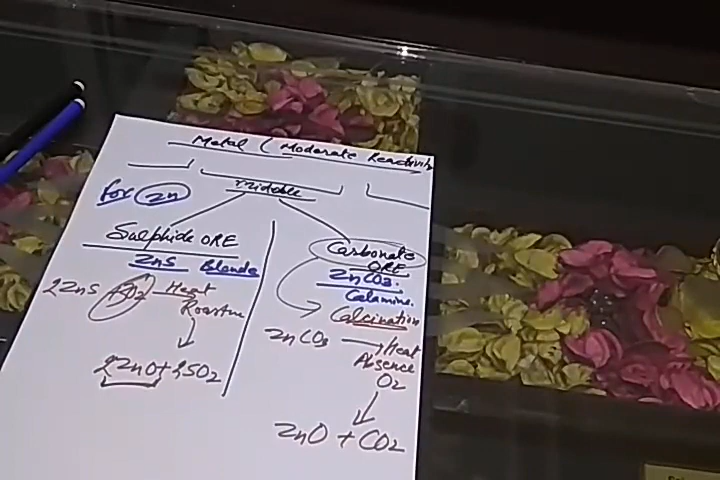 Metal (Moderate Reactivity
Middle
for Zn
Sulphide ORE
ZnS Blende
2ZnS + 3O2 Heat
Roastin
2ZnO + 2SO2
Carbonate
ORE
ZnCO3.
Calamine.
Calcination
ZnCO3 → Heat
Absence
O2
ZnO + CO2